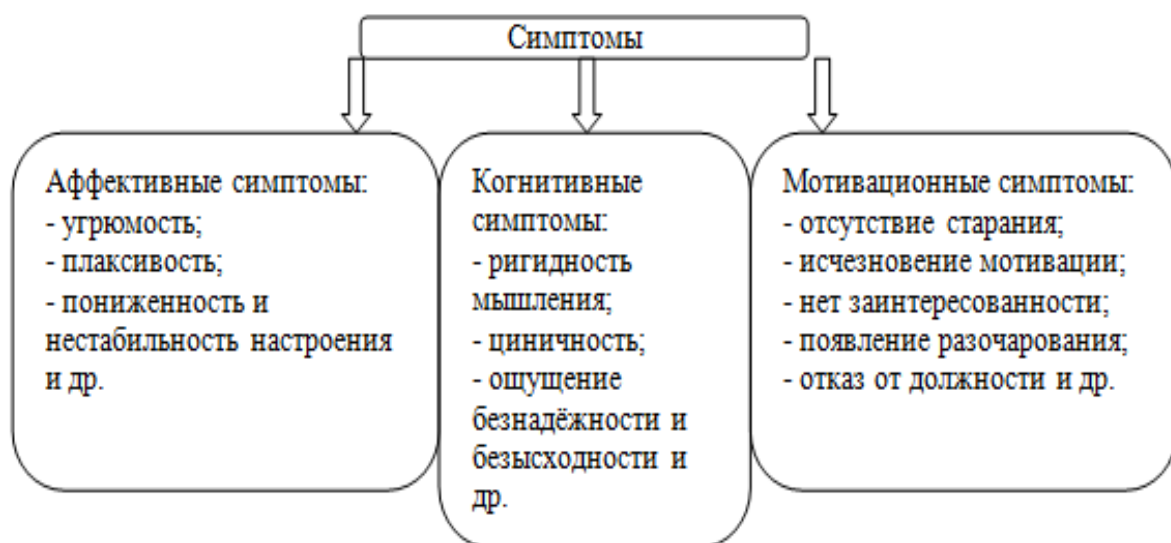 Симптомы
Аффективные симптомы:
- угрюмость;
- плаксивость;
- пониженность и
нестабильность настроения
и др.
Когнитивные
симптомы:
- ригидность
мышления;
- циничность;
- ощущение
безнадёжности и
безысходности и
др.
Мотивационные симптомы:
- отсутствие старания;
- исчезновение мотивации;
- нет заинтересованности;
- появление разочарования;
- отказ от должности и др.